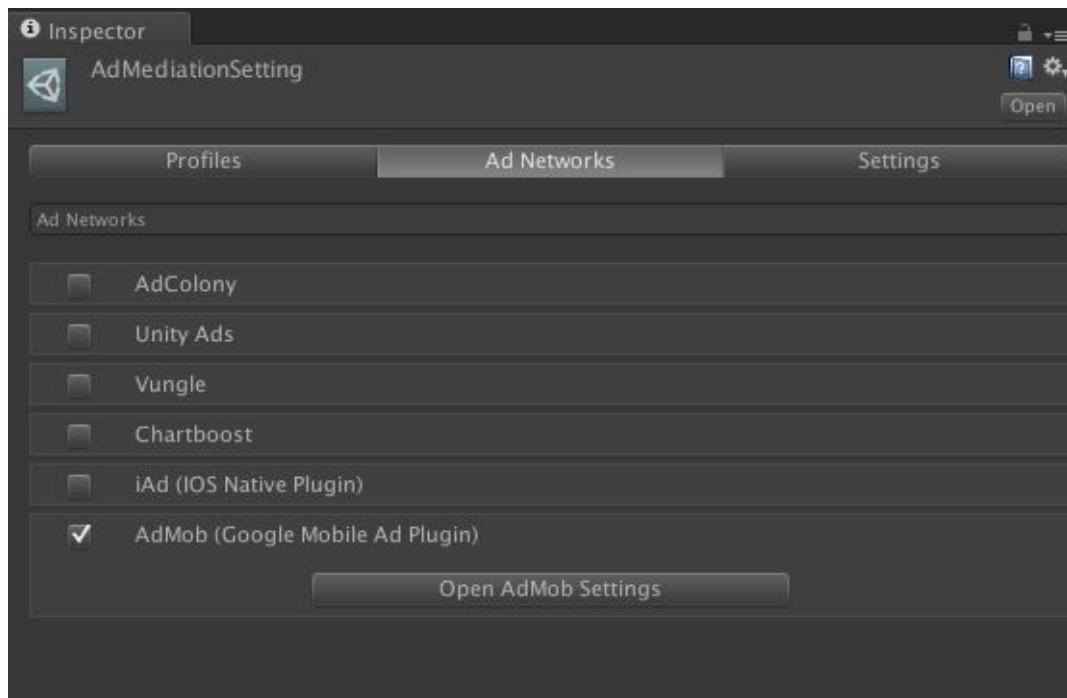 Inspector
AdMediationSetting
Open
Profiles Ad Networks Settings
Ad Networks
AdColony
Unity Ads
Vungle
Chartboost
iAd (IOS Native Plugin)
AdMob (Google Mobile Ad Plugin)
Open AdMob Settings